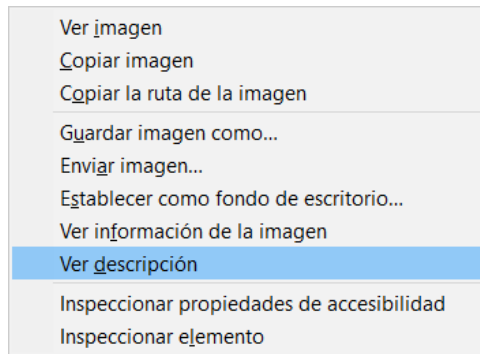 Ver imagen
Copiar imagen
Copiar la ruta de la imagen
Guardar imagen como...
Enviar imagen...
Establecer como fondo de escritorio...
Ver información de la imagen
Ver descripción
Inspeccionar propiedades de accesibilidad
Inspeccionar elemento